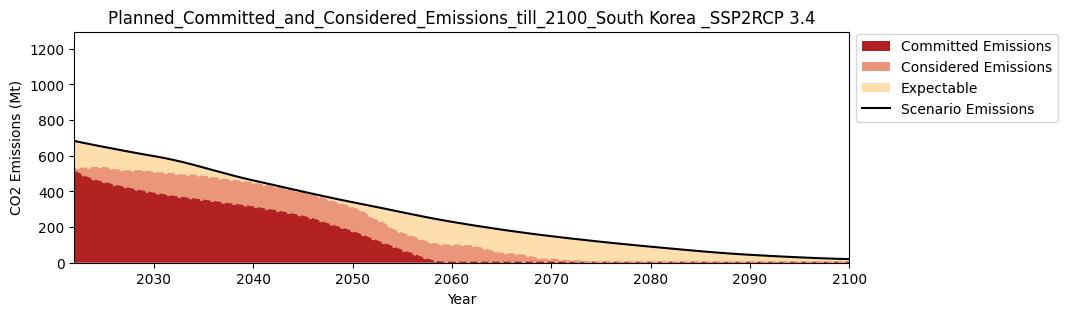 Planned_Committed_and_Considered_Emissions_till_2100_South Korea _SSP2RCP 3.4
CO2 Emissions (Mt)
1200
1000
800
600
400
200
0
2030 2040 2050 2060 2070 2080 2090 2100
Year
Committed Emissions
Considered Emissions
Expectable
Scenario Emissions